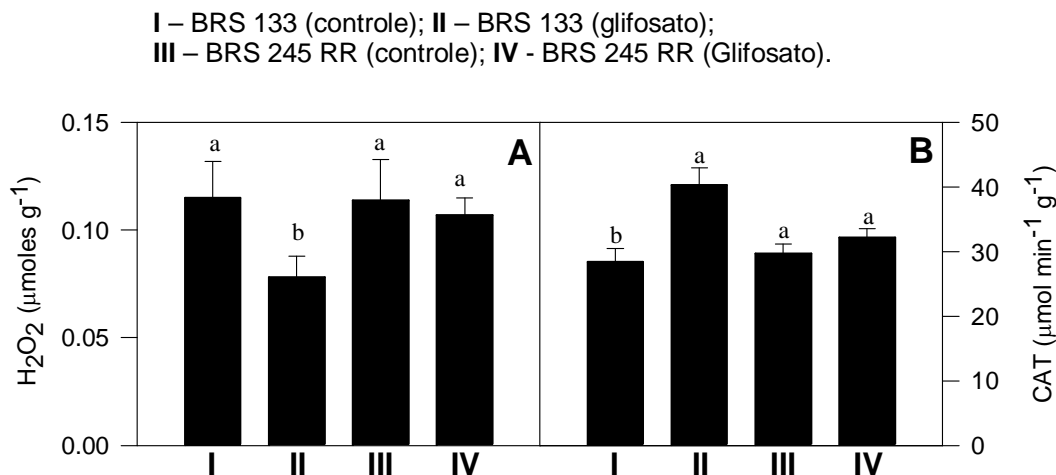 I – BRS 133 (controle); II – BRS 133 (glifosato);
III – BRS 245 RR (controle); IV - BRS 245 RR (Glifosato).
A
B
H₂O₂ (μmoles g⁻¹)
0.15
0.10
0.05
0.00
a
b
a
a
b
a
a
a
50
40
30
20
10
0
CAT (μmol min⁻¹ g⁻¹)
I II III IV
I II III IV